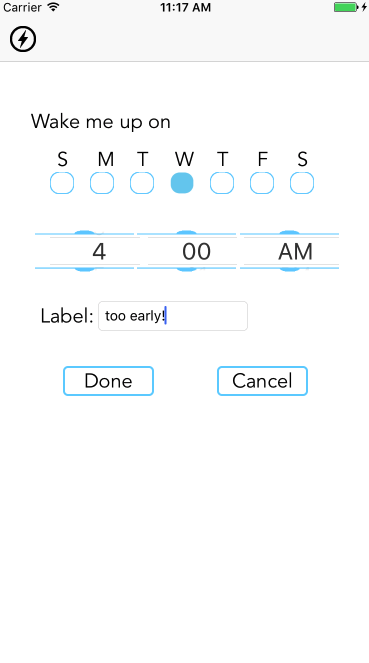 Carrier 11:17 AM
Wake me up on
S M T W T F S
4 00 AM
Label: too early!
Done Cancel